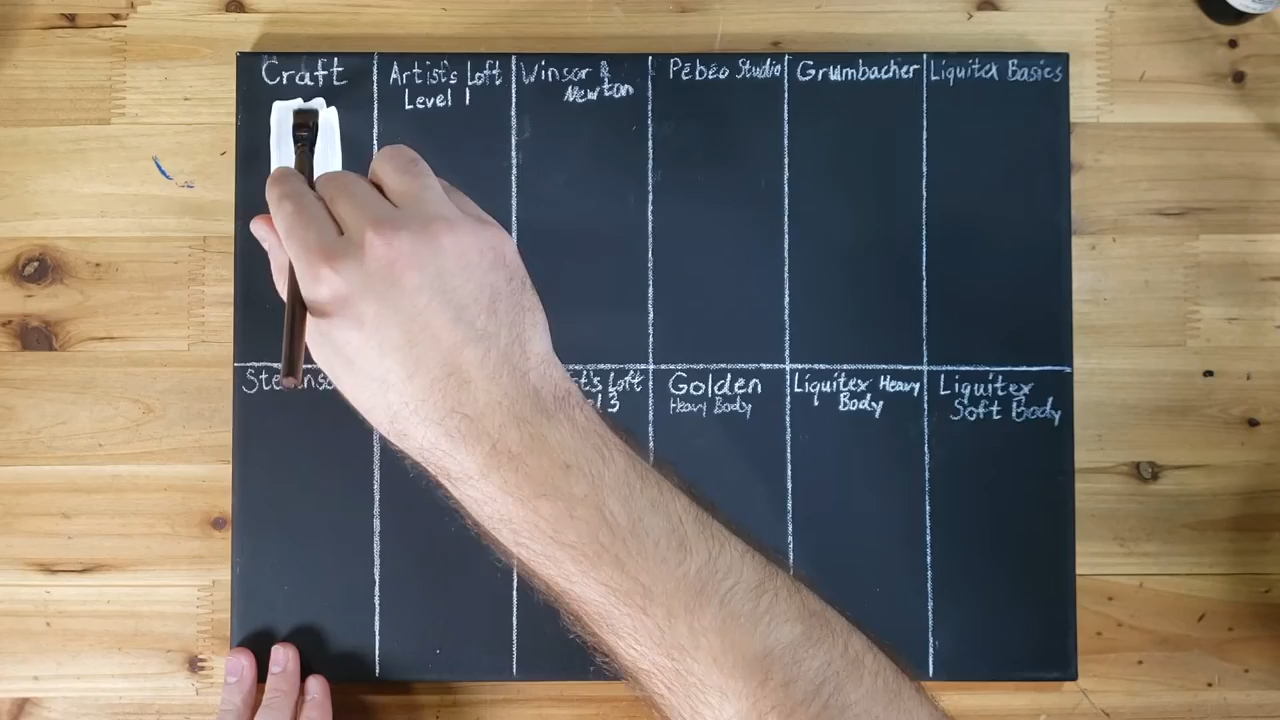 Craft
Artist's Loft
Level 1
Winsor &
Newton
Pēbēo Studio
Grumbacher
Liquitex Basics
Golden
Heavy Body
Liquitex Heavy
Body
Liquitex
Soft Body